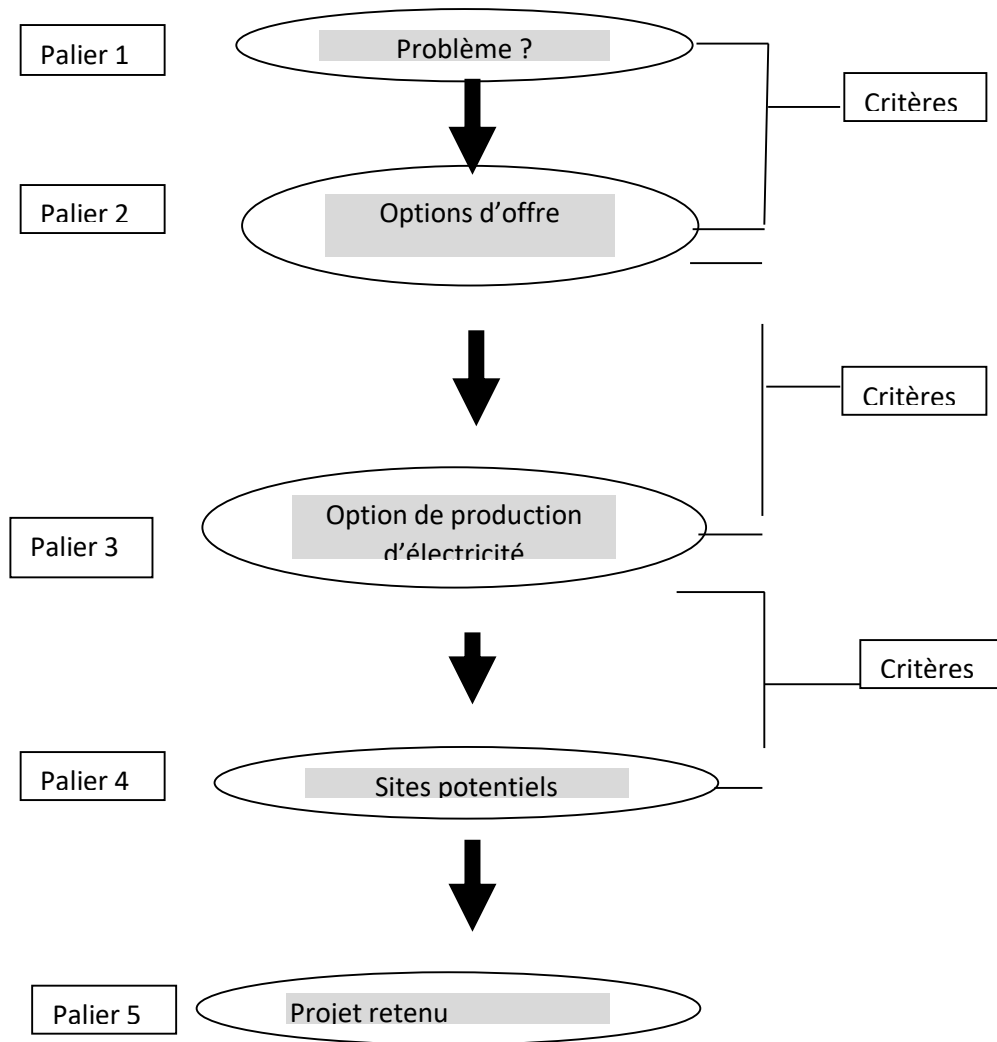 Palier 1
Problème ?
Critères
Palier 2
Options d’offre
Critères
Palier 3
Option de production
d’électricité
Critères
Palier 4
Sites potentiels
Palier 5
Projet retenu